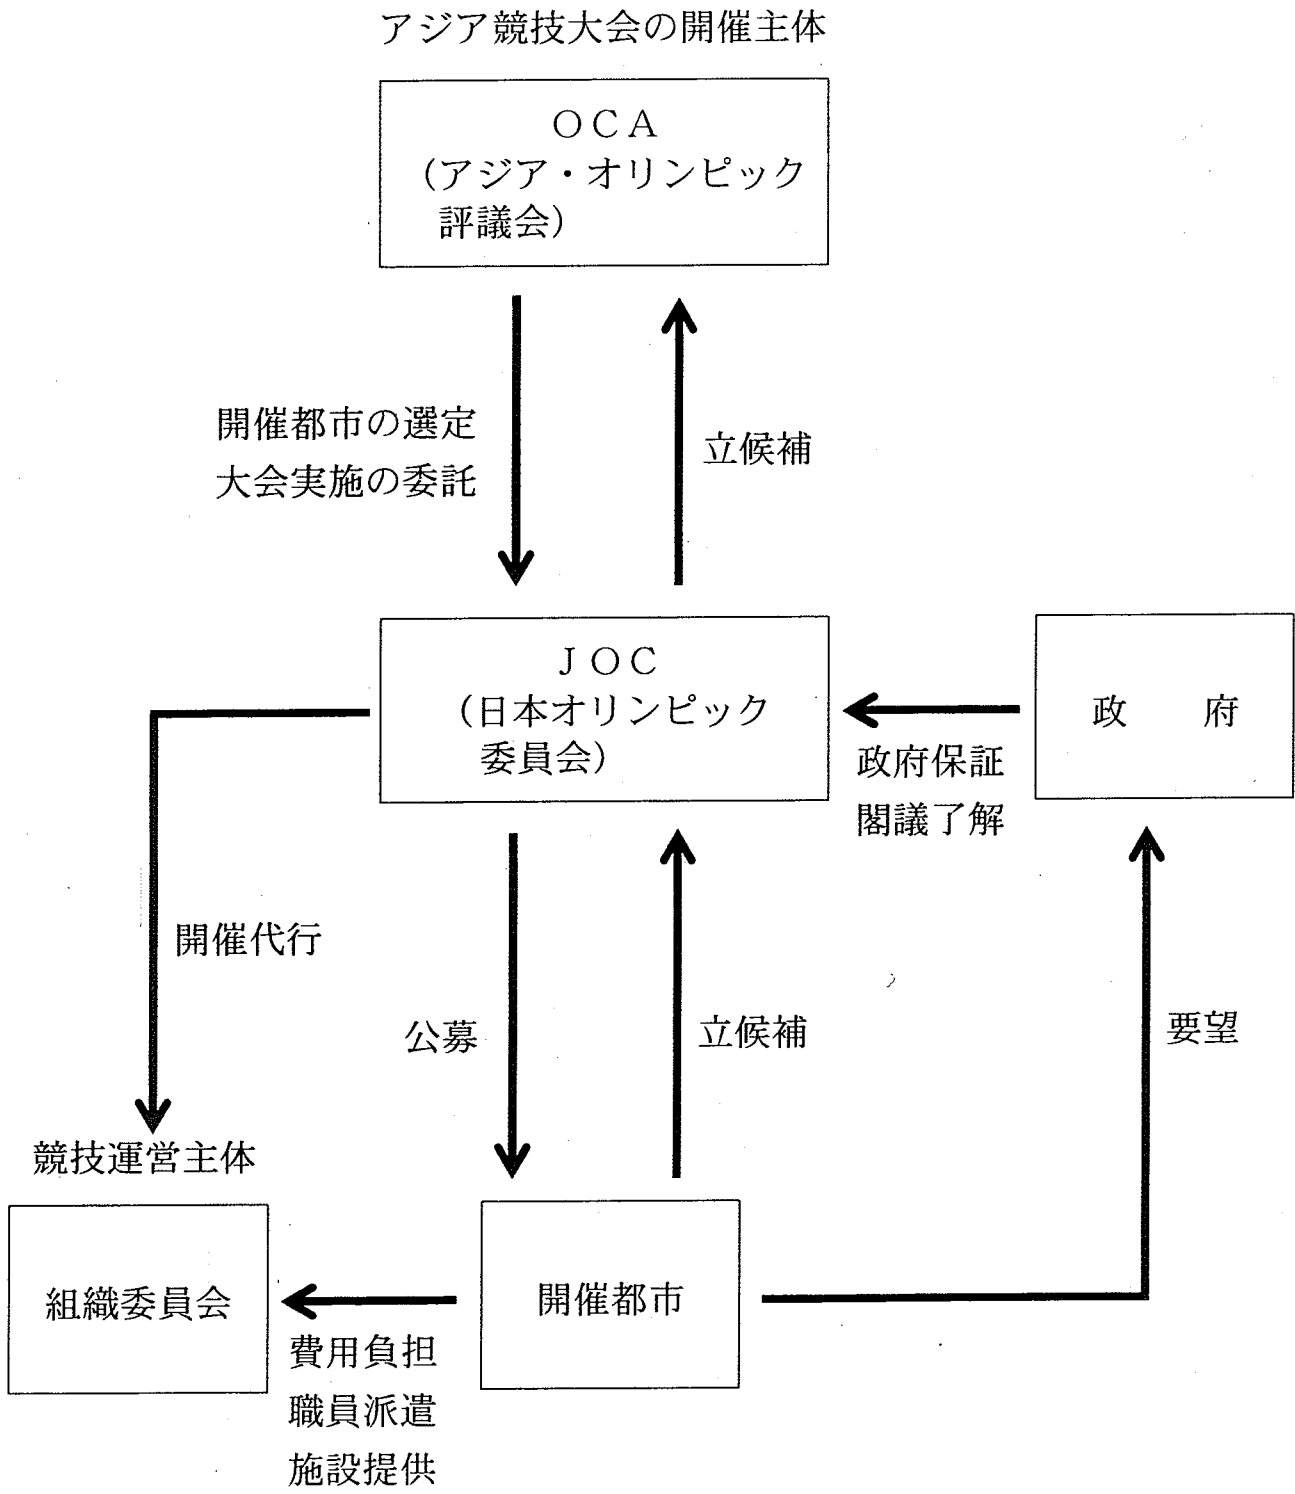 アジア競技大会の開催主体
OCA
（アジア・オリンピック
評議会）
開催都市の選定
大会実施の委託
立候補
JOC
（日本オリンピック
委員会）
政　　府
政府保証
閣議了解
開催代行
公募
立候補
要望
競技運営主体
組織委員会
開催都市
費用負担
職員派遣
施設提供